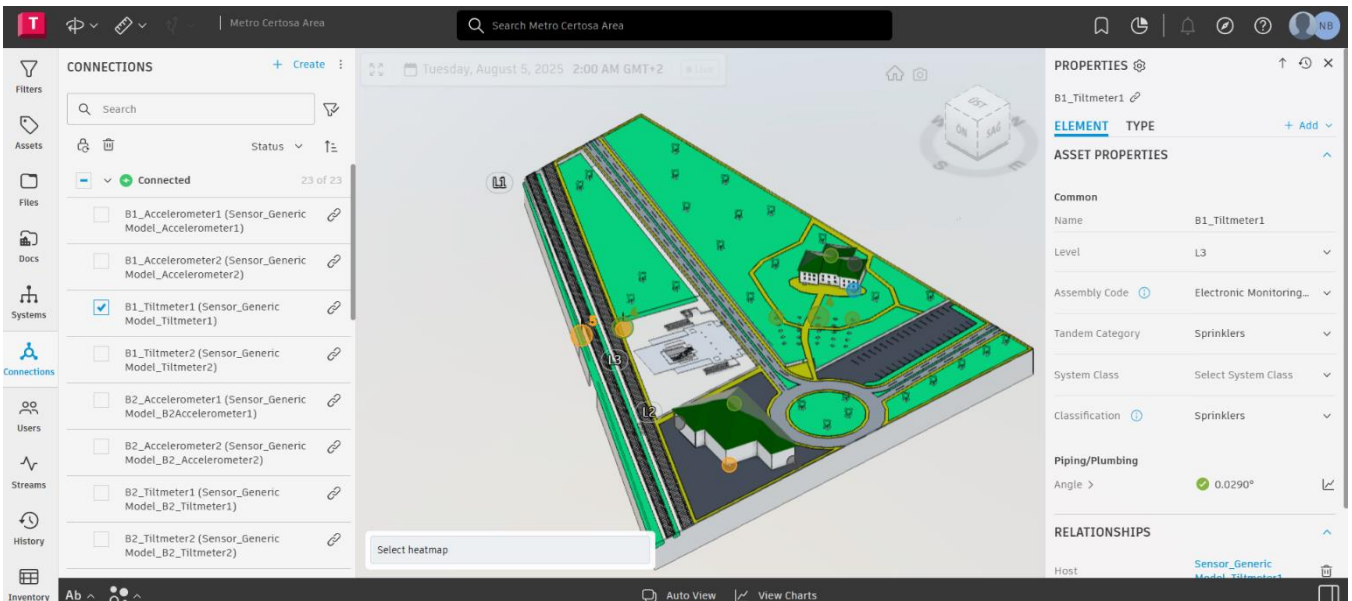 T
Metro Certosa Area
Search Metro Certosa Area
NB
Filters
Assets
Files
Docs
Systems
Connections
Users
Streams
History
Inventory
CONNECTIONS
+ Create
Search
Status
Connected 23 of 23
B1_Accelerometer1 (Sensor_Generic
Model_Accelerometer1)
B1_Accelerometer2 (Sensor_Generic
Model_Accelerometer2)
B1_Tiltmeter1 (Sensor_Generic
Model_Tiltmeter1)
B1_Tiltmeter2 (Sensor_Generic
Model_Tiltmeter2)
B2_Accelerometer1 (Sensor_Generic
Model_B2Accelerometer1)
B2_Accelerometer2 (Sensor_Generic
Model_B2_Accelerometer2)
B2_Tiltmeter1 (Sensor_Generic
Model_B2_Tiltmeter1)
B2_Tiltmeter2 (Sensor_Generic
Model_B2_Tiltmeter2)
Tuesday, August 5, 2025 2:00 AM GMT+2 Live
ÜST
ÖN SAĞ
L1
L3
L2
Select heatmap
PROPERTIES
B1_Tiltmeter1
ELEMENT TYPE + Add
ASSET PROPERTIES
Common
Name B1_Tiltmeter1
Level L3
Assembly Code Electronic Monitoring...
Tandem Category Sprinklers
System Class Select System Class
Classification Sprinklers
Piping/Plumbing
Angle > 0.0290°
RELATIONSHIPS
Host Sensor_Generic
Model_Tiltmeter1
Ab
Auto View View Charts